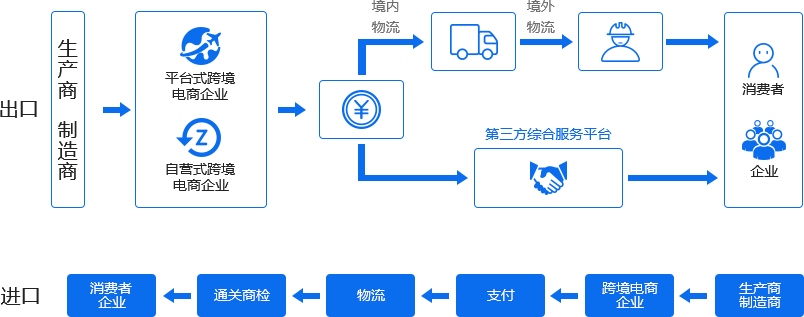 出口
生产商 制造商
平台式跨境
电商企业
Z
自营式跨境
电商企业
¥
境内
物流
境外
物流
第三方综合服务平台
消费者
企业
进口
消费者
企业
通关商检
物流
支付
跨境电商
企业
生产商
制造商